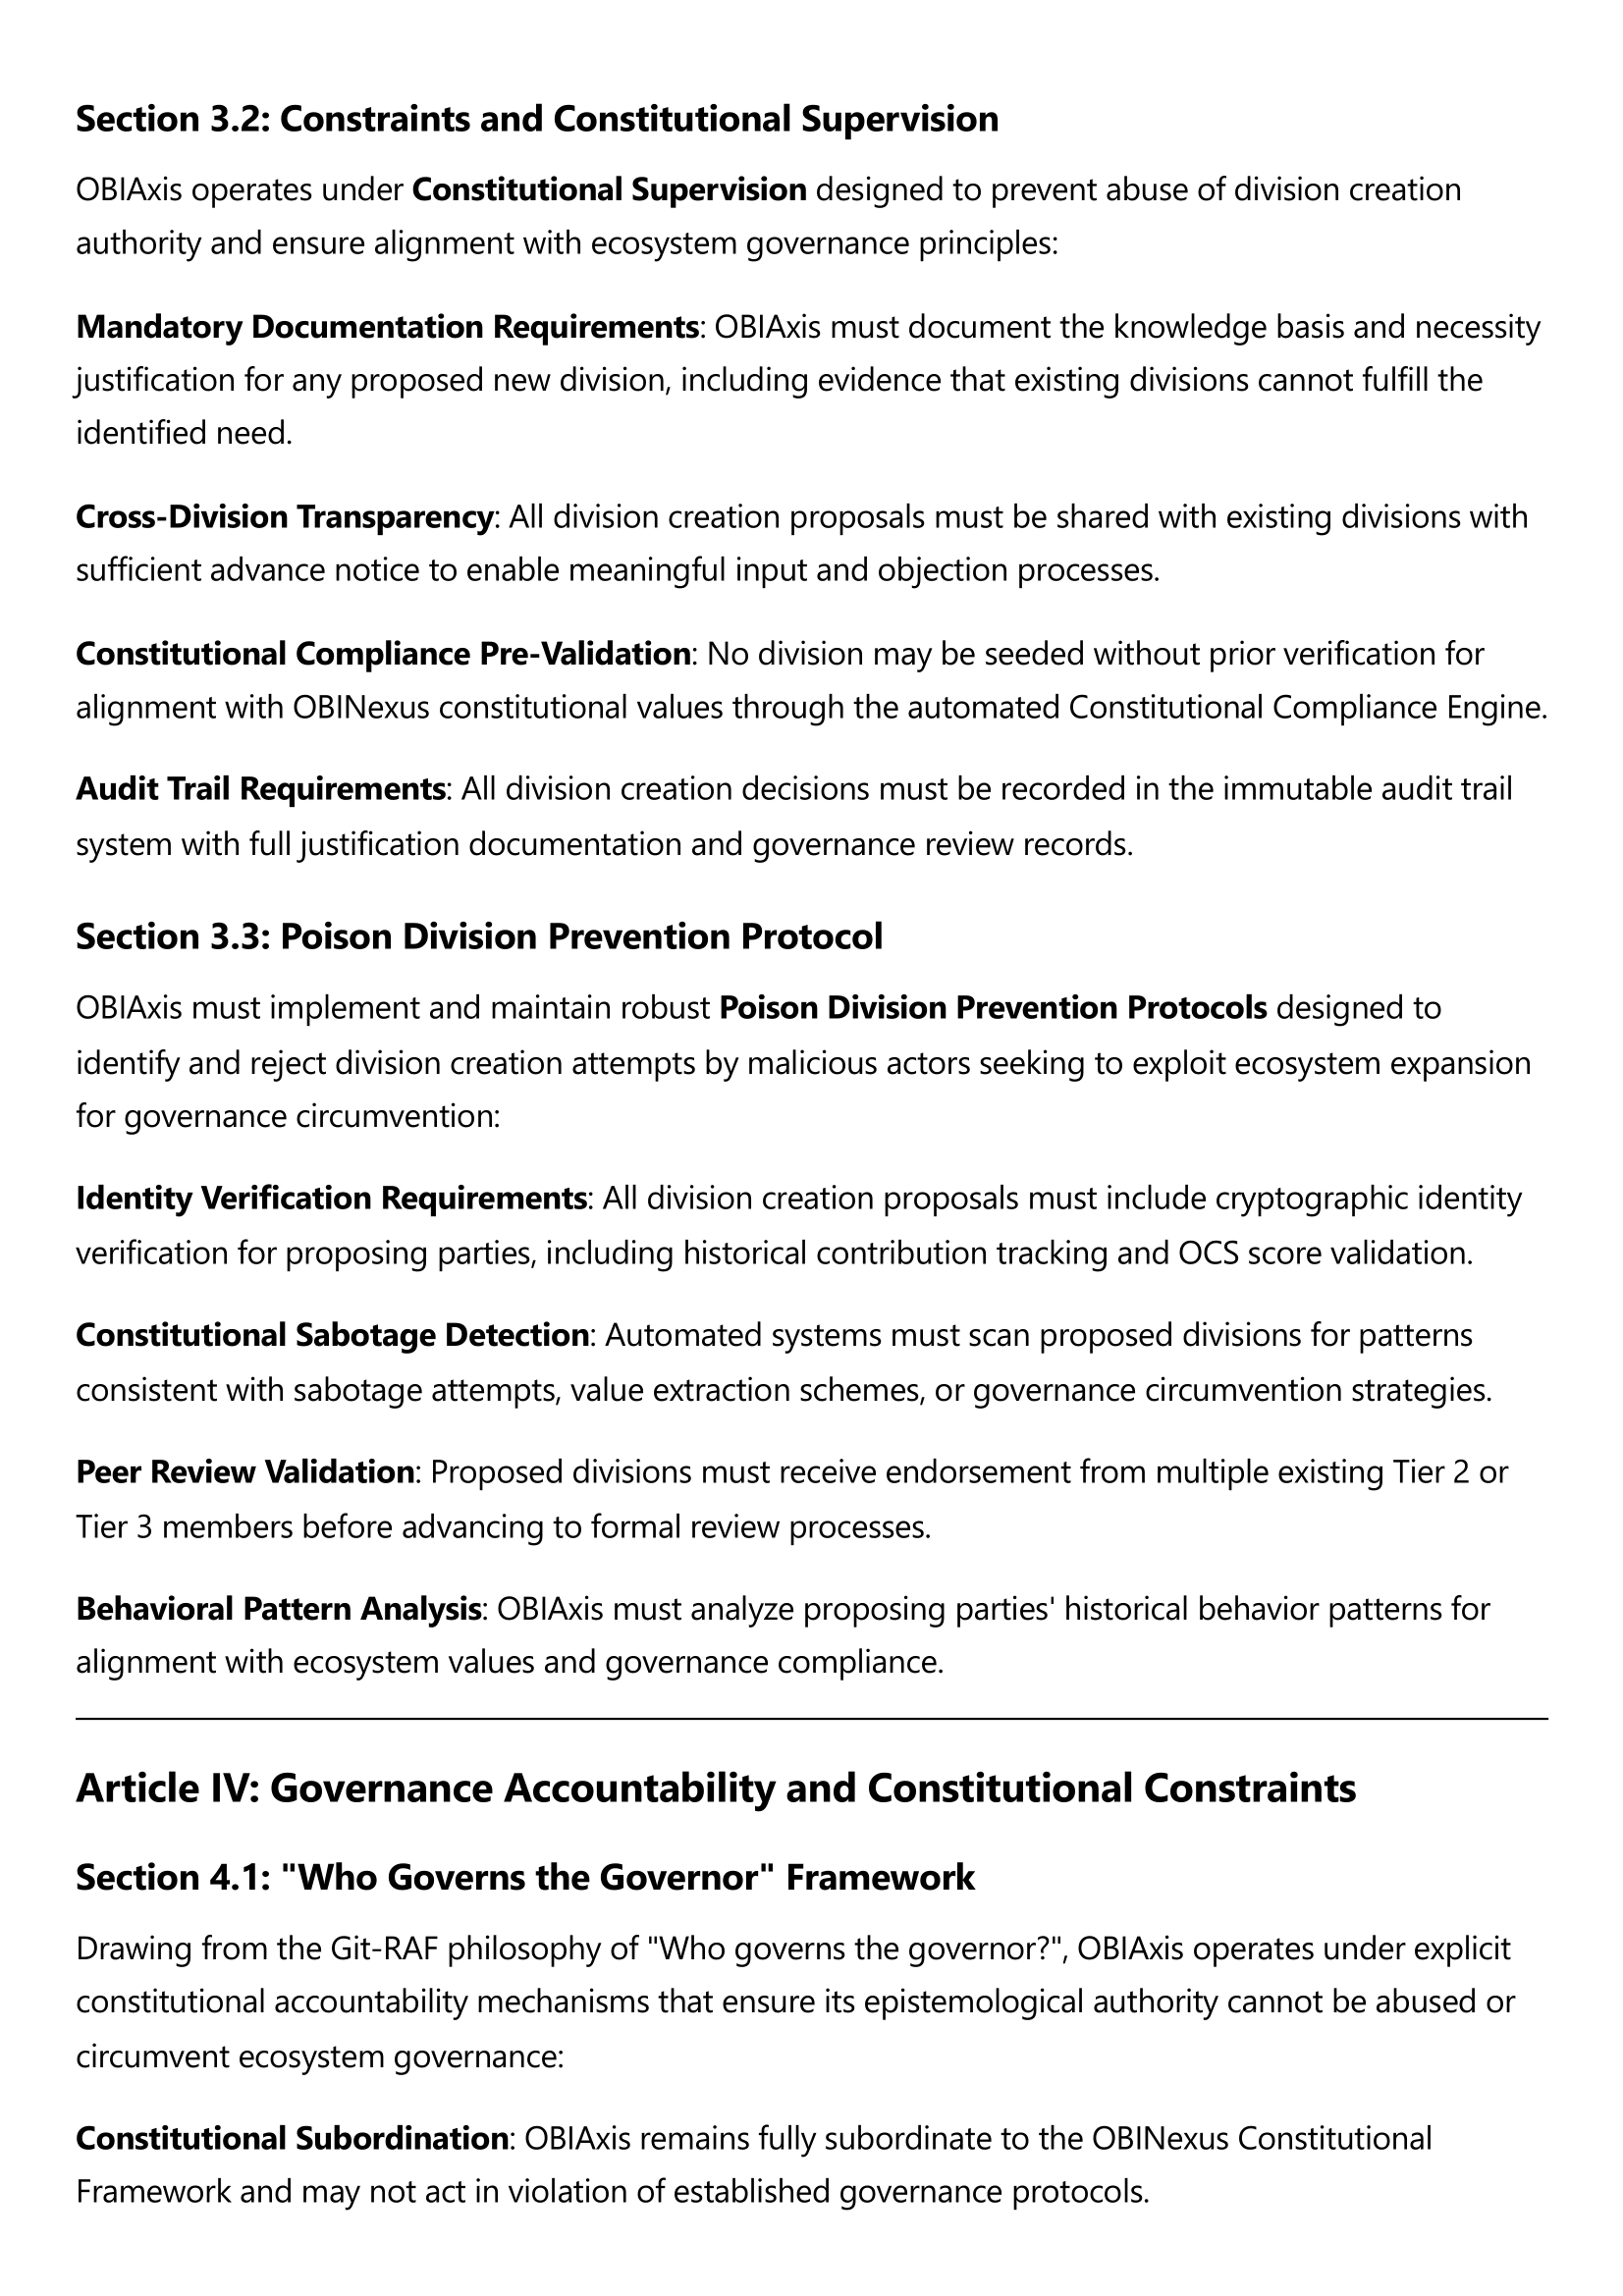 Section 3.2: Constraints and Constitutional Supervision
OBIAxis operates under Constitutional Supervision designed to prevent abuse of division creation
authority and ensure alignment with ecosystem governance principles:
Mandatory Documentation Requirements: OBIAxis must document the knowledge basis and necessity
justification for any proposed new division, including evidence that existing divisions cannot fulfill the
identified need.
Cross-Division Transparency: All division creation proposals must be shared with existing divisions with
sufficient advance notice to enable meaningful input and objection processes.
Constitutional Compliance Pre-Validation: No division may be seeded without prior verification for
alignment with OBINexus constitutional values through the automated Constitutional Compliance Engine.
Audit Trail Requirements: All division creation decisions must be recorded in the immutable audit trail
system with full justification documentation and governance review records.
Section 3.3: Poison Division Prevention Protocol
OBIAxis must implement and maintain robust Poison Division Prevention Protocols designed to
identify and reject division creation attempts by malicious actors seeking to exploit ecosystem expansion
for governance circumvention:
Identity Verification Requirements: All division creation proposals must include cryptographic identity
verification for proposing parties, including historical contribution tracking and OCS score validation.
Constitutional Sabotage Detection: Automated systems must scan proposed divisions for patterns
consistent with sabotage attempts, value extraction schemes, or governance circumvention strategies.
Peer Review Validation: Proposed divisions must receive endorsement from multiple existing Tier 2 or
Tier 3 members before advancing to formal review processes.
Behavioral Pattern Analysis: OBIAxis must analyze proposing parties' historical behavior patterns for
alignment with ecosystem values and governance compliance.
Article IV: Governance Accountability and Constitutional Constraints
Section 4.1: "Who Governs the Governor" Framework
Drawing from the Git-RAF philosophy of "Who governs the governor?", OBIAxis operates under explicit
constitutional accountability mechanisms that ensure its epistemological authority cannot be abused or
circumvent ecosystem governance:
Constitutional Subordination: OBIAxis remains fully subordinate to the OBINexus Constitutional
Framework and may not act in violation of established governance protocols.